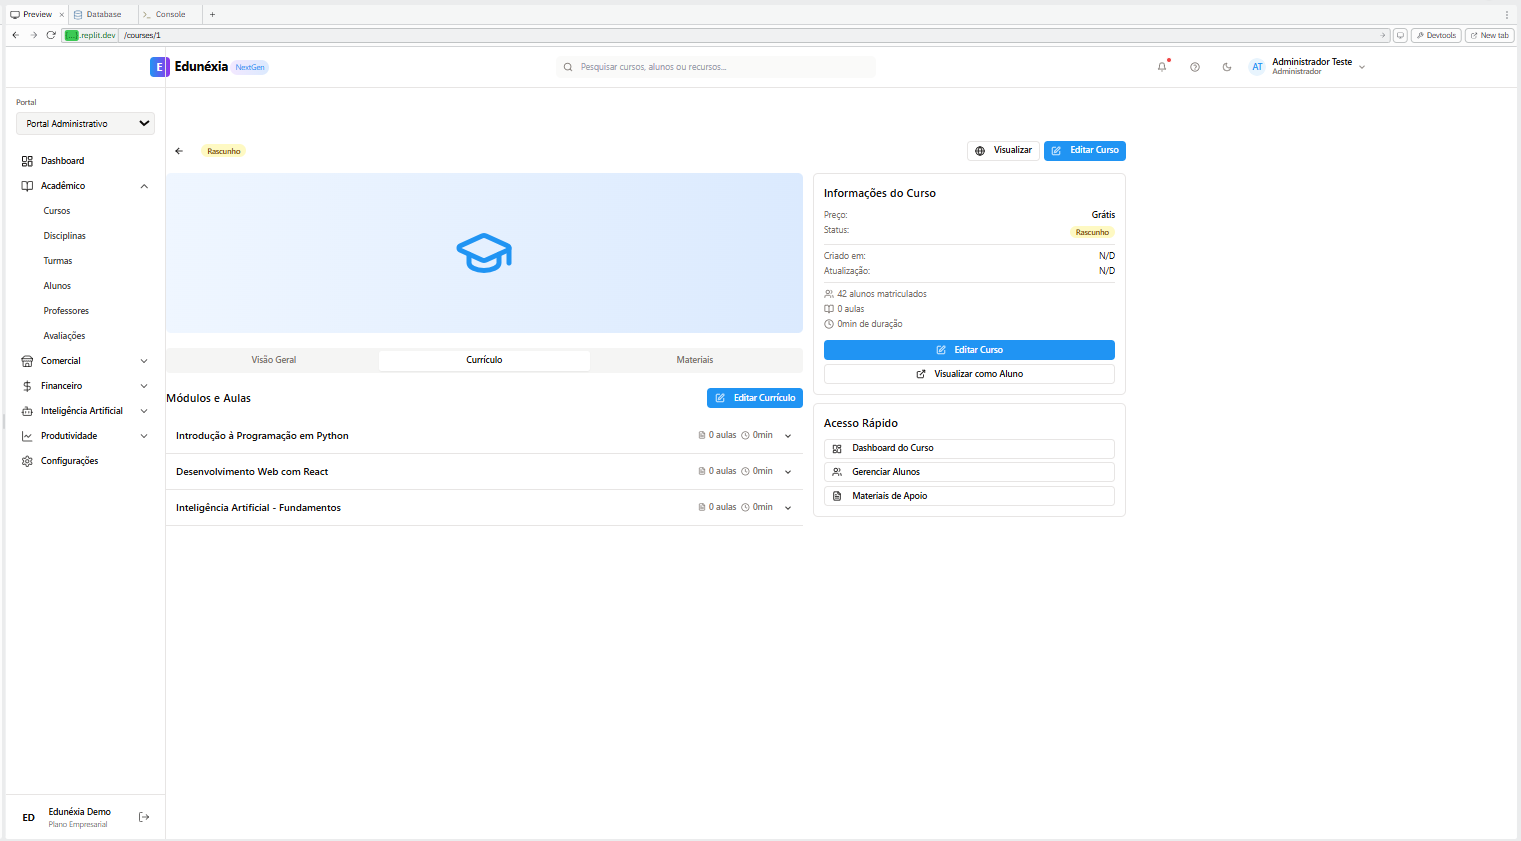 Preview
Database
Console
.replit.dev /courses/1
Devtools
New tab
E Edunéxia NextGen
Pesquisar cursos, alunos ou recursos...
AT
Administrador Teste
Administrador
Portal
Portal Administrativo
Dashboard
Acadêmico
Cursos
Disciplinas
Turmas
Alunos
Professores
Avaliações
Comercial
Financeiro
Inteligência Artificial
Produtividade
Configurações
ED
Edunéxia Demo
Plano Empresarial
Rascunho
Visualizar
Editar Curso
Visão Geral
Currículo
Materiais
Módulos e Aulas
Editar Currículo
Introdução à Programação em Python
0 aulas 0min
Desenvolvimento Web com React
0 aulas 0min
Inteligência Artificial - Fundamentos
0 aulas 0min
Informações do Curso
Preço: Grátis
Status: Rascunho
Criado em: N/D
Atualização: N/D
42 alunos matriculados
0 aulas
0min de duração
Editar Curso
Visualizar como Aluno
Acesso Rápido
Dashboard do Curso
Gerenciar Alunos
Materiais de Apoio